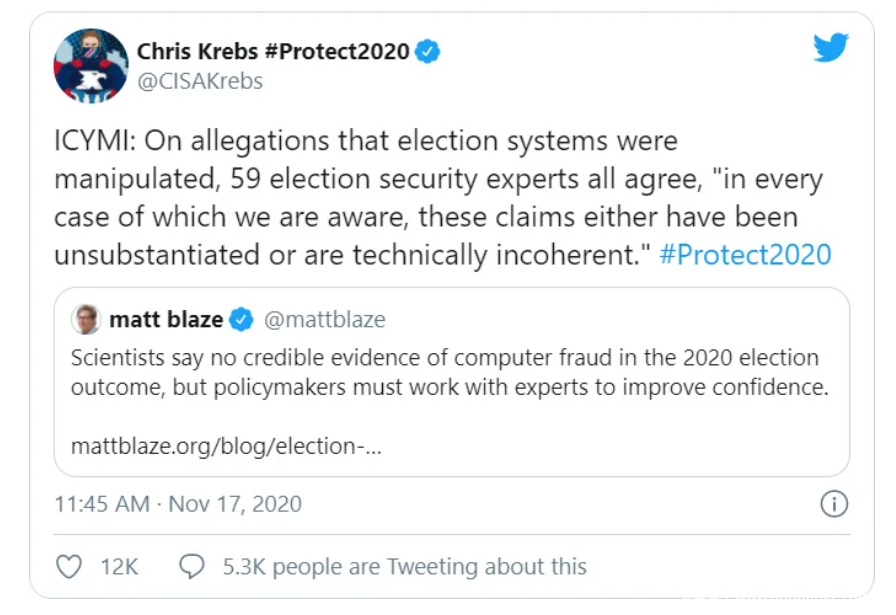 Chris Krebs #Protect2020
@CISAKrebs
ICYMI: On allegations that election systems were
manipulated, 59 election security experts all agree, "in every
case of which we are aware, these claims either have been
unsubstantiated or are technically incoherent." #Protect2020
matt blaze @mattblaze
Scientists say no credible evidence of computer fraud in the 2020 election
outcome, but policymakers must work with experts to improve confidence.
mattblaze.org/blog/election-...
11:45 AM · Nov 17, 2020
12K 5.3K people are Tweeting about this